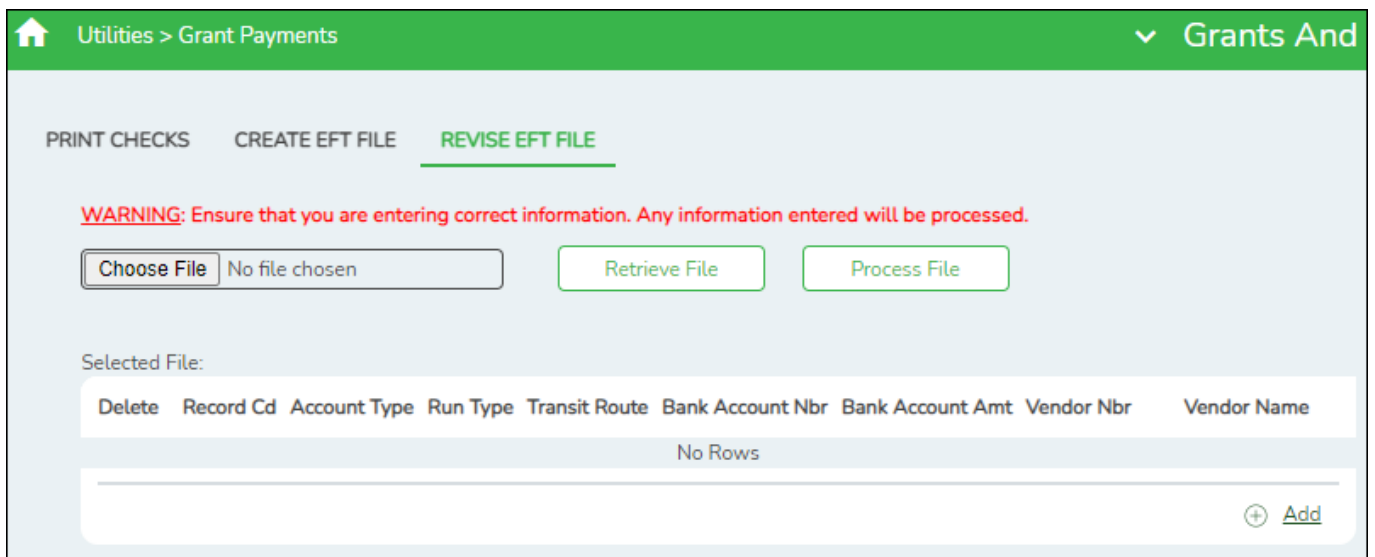 Utilities > Grant Payments Grants And
PRINT CHECKS CREATE EFT FILE REVISE EFT FILE
WARNING: Ensure that you are entering correct information. Any information entered will be processed.
Choose File No file chosen Retrieve File Process File
Selected File:
Delete Record Cd Account Type Run Type Transit Route Bank Account Nbr Bank Account Amt Vendor Nbr Vendor Name
No Rows
Add